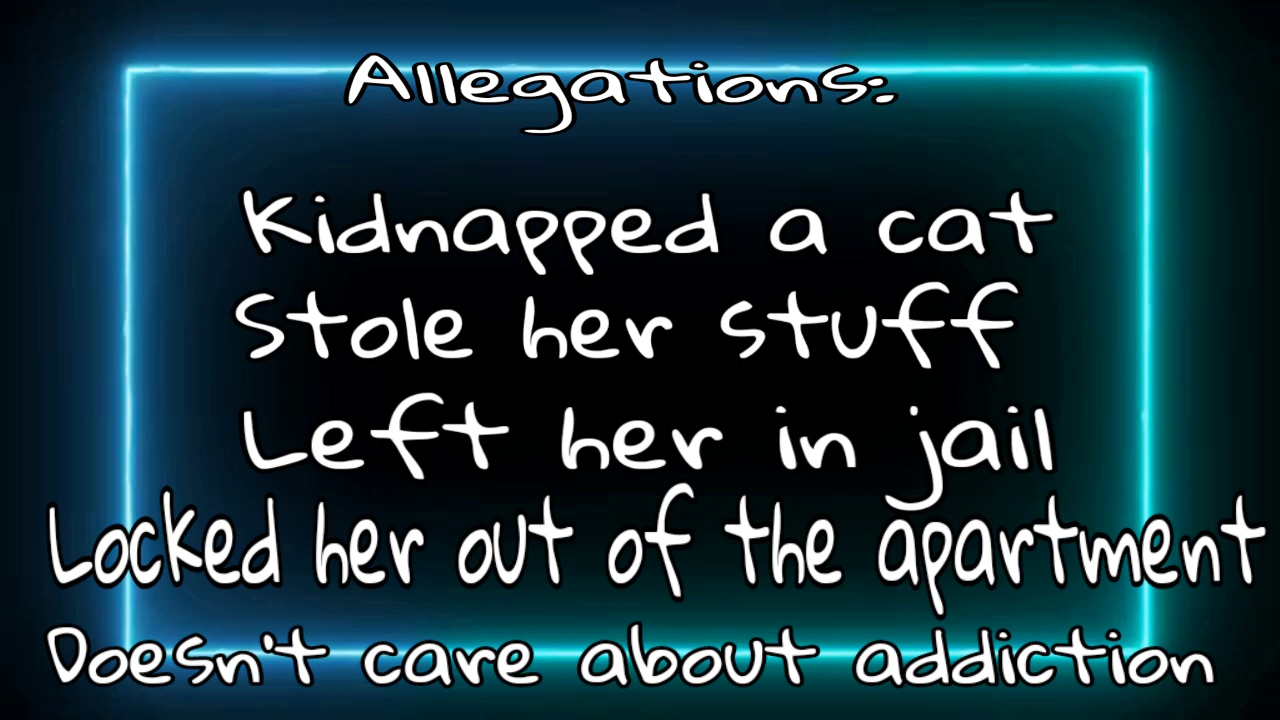 Allegations:
Kidnapped a cat
Stole her stuff
Left her in jail
Locked her out of the apartment
Doesn't care about addiction